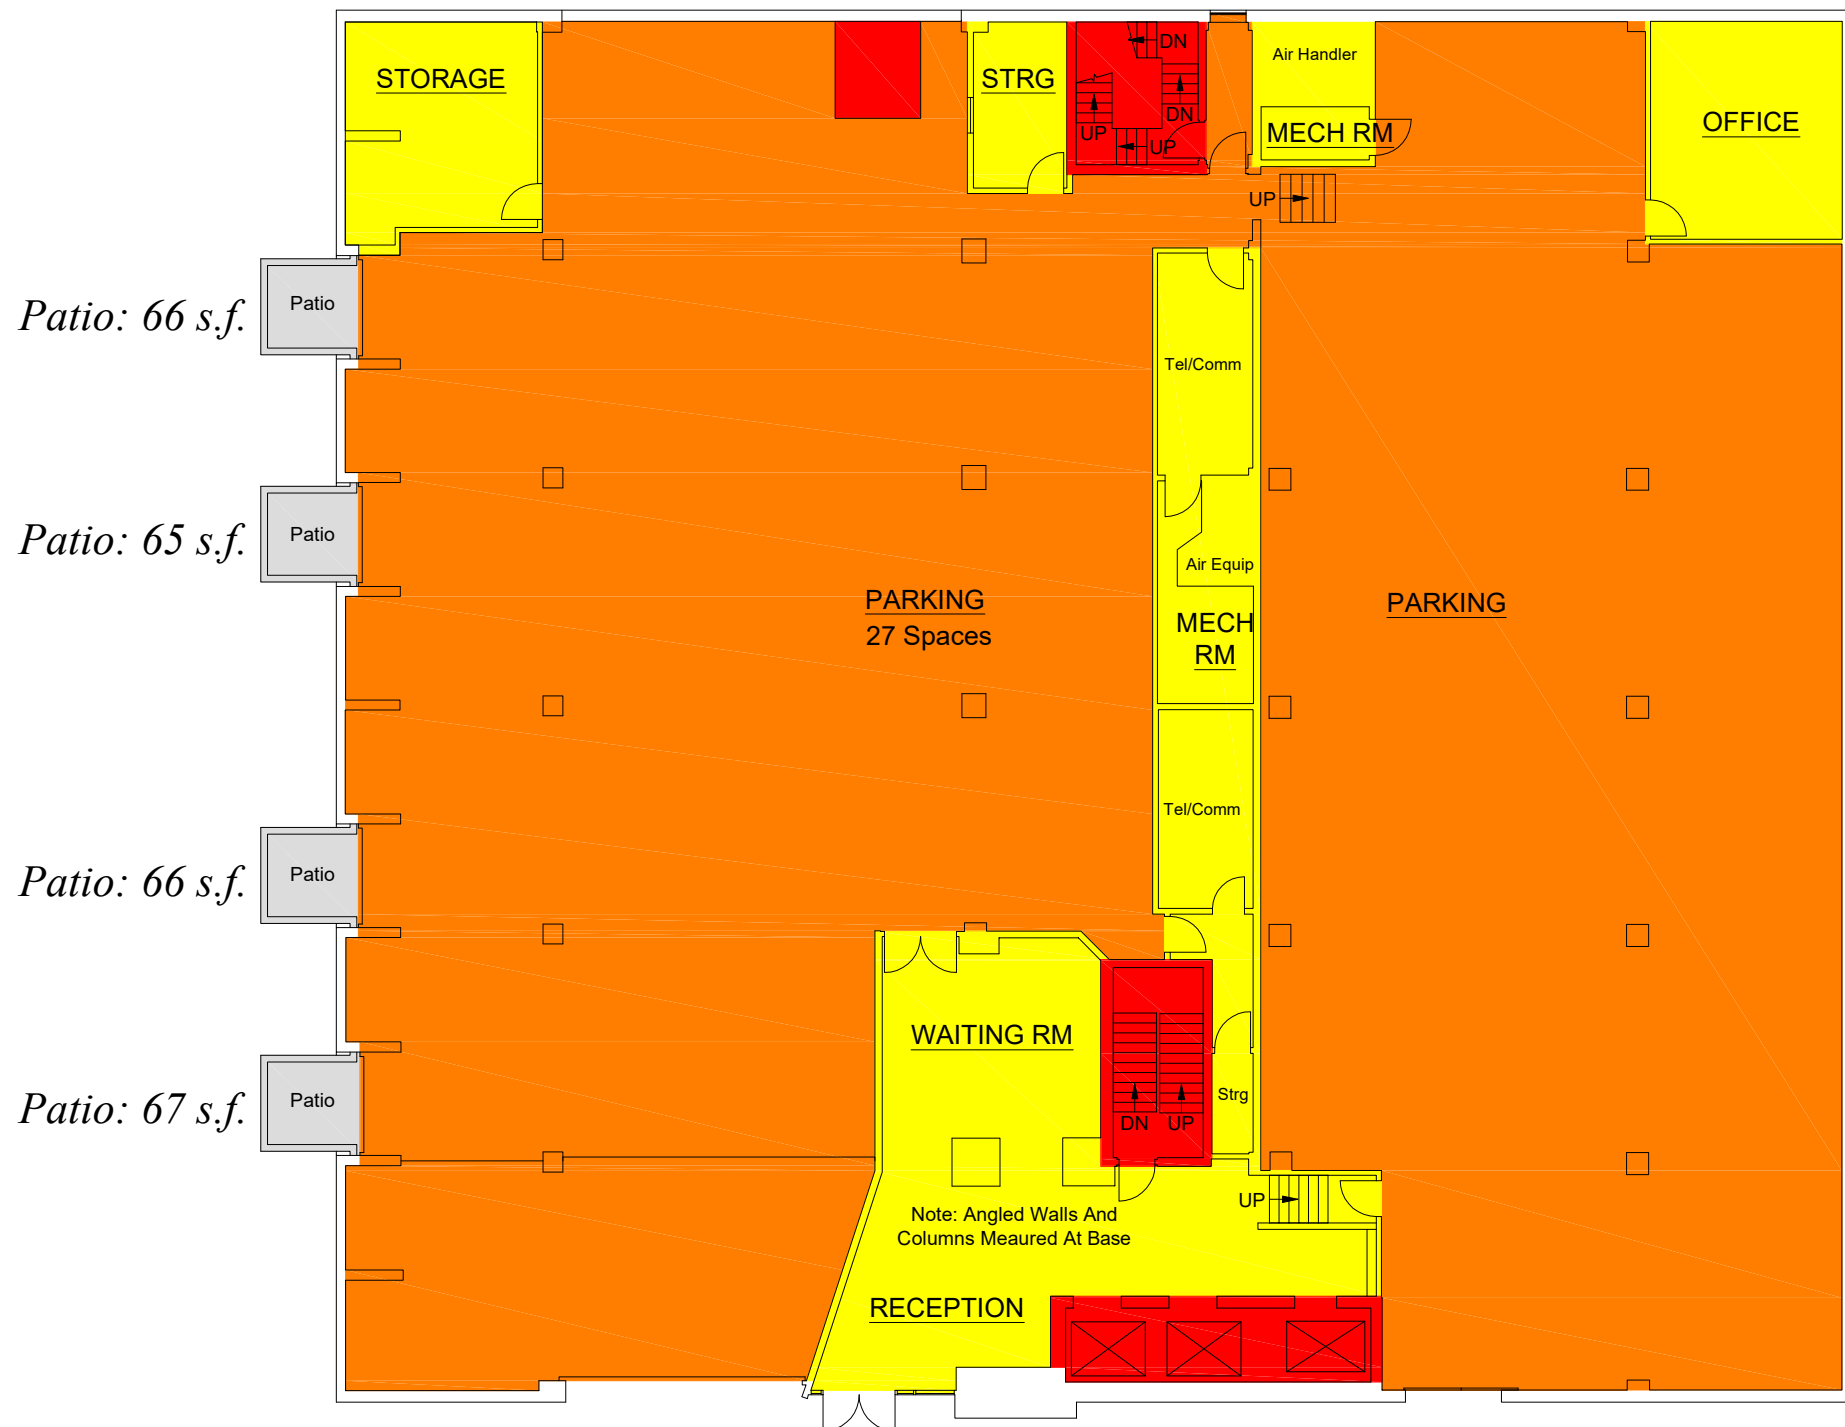 STORAGE
STRG
DN
DN
UP
UP
Air Handler
MECH RM
OFFICE
UP
Patio: 66 s.f.
Patio
Tel/Comm
Patio: 65 s.f.
Patio
Air Equip
PARKING
27 Spaces
MECH
RM
PARKING
Tel/Comm
Patio: 66 s.f.
Patio
WAITING RM
Patio: 67 s.f.
Patio
DN
UP
Strg
UP
Note: Angled Walls And
Columns Meaured At Base
RECEPTION